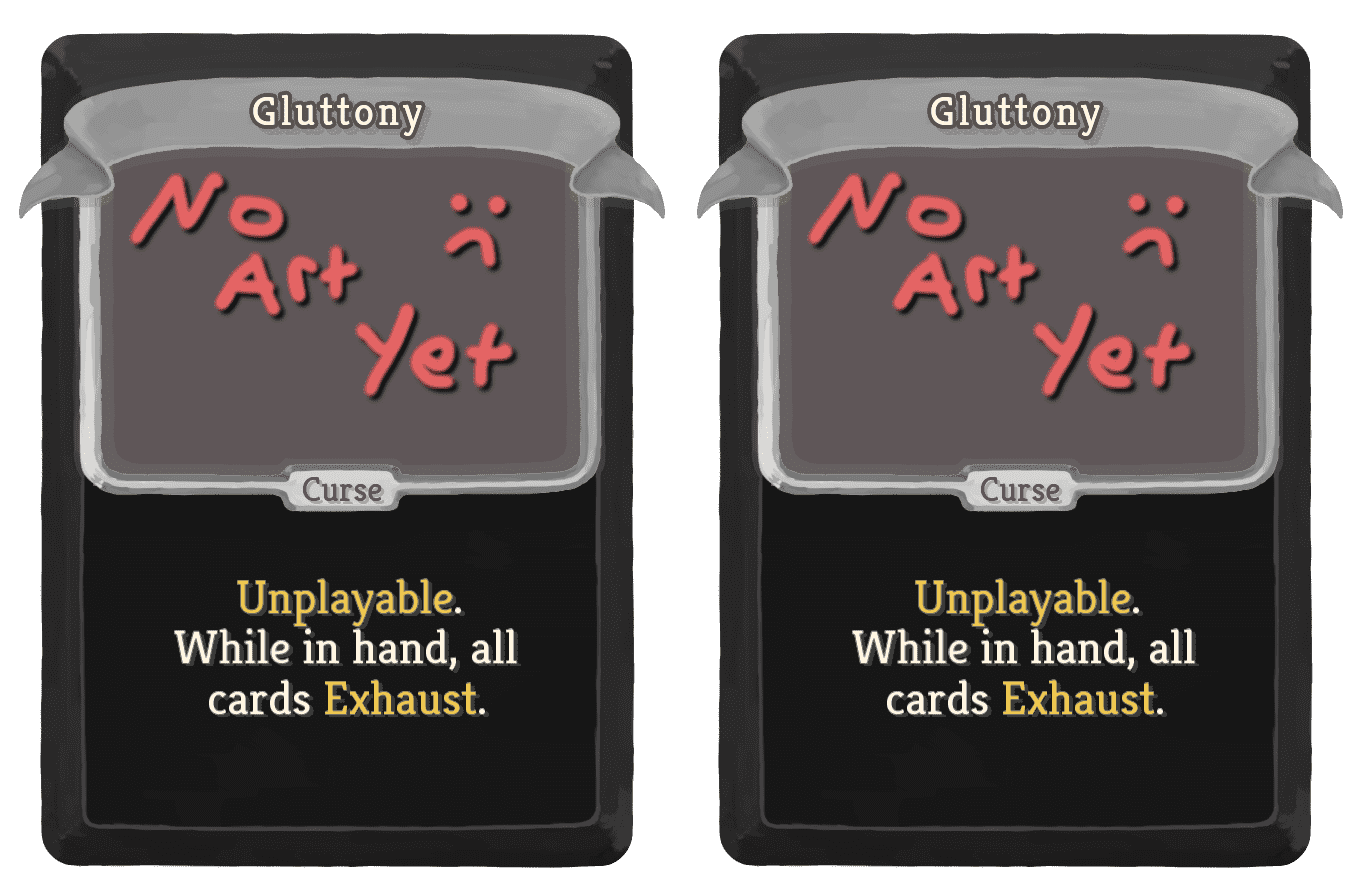 Gluttony
No
Art
Yet
Curse
Unplayable.
While in hand, all
cards Exhaust.
Gluttony
No
Art
Yet
Curse
Unplayable.
While in hand, all
cards Exhaust.